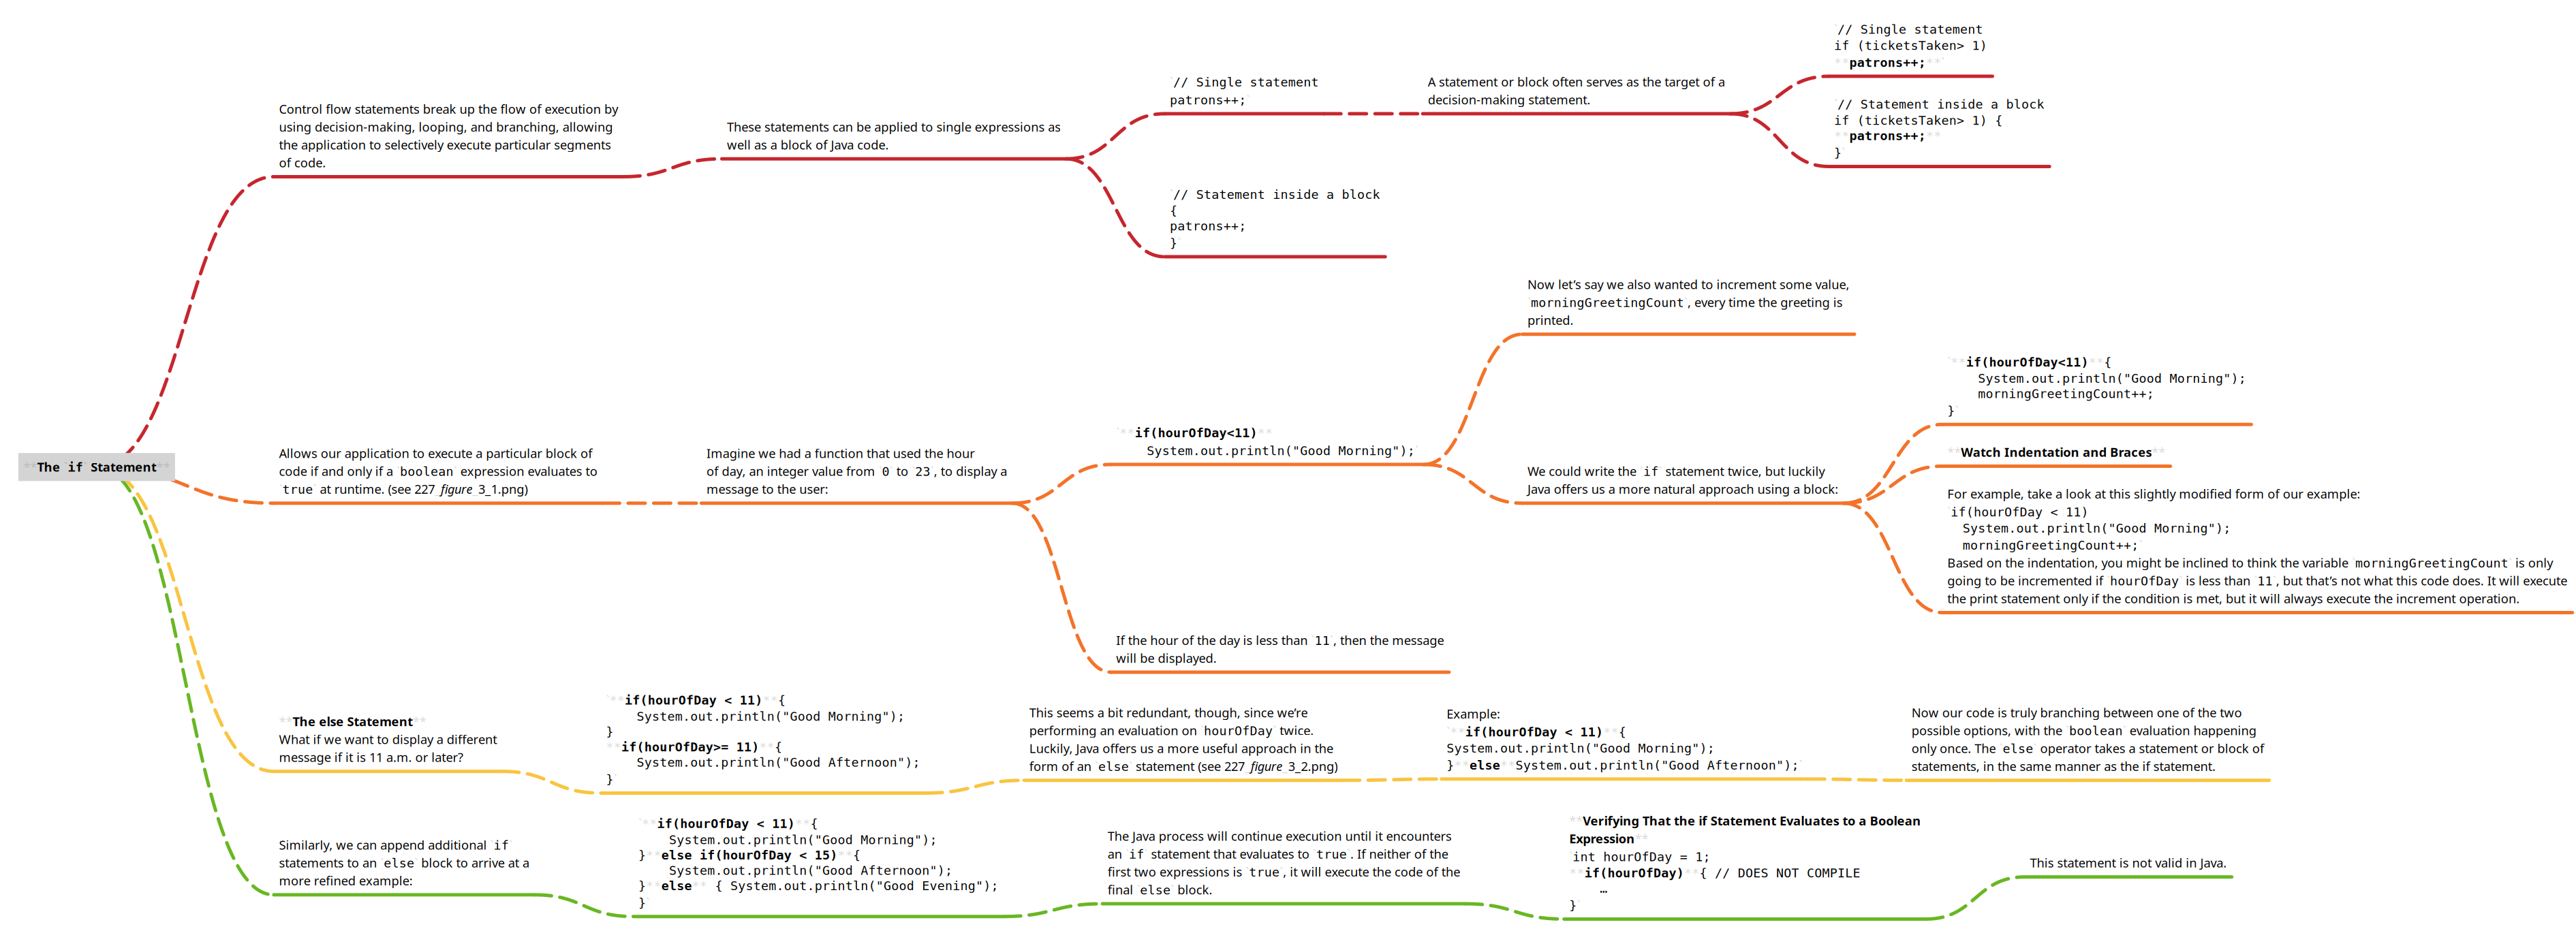 **The if Statement**
Control flow statements break up the flow of execution by
using decision-making, looping, and branching, allowing
the application to selectively execute particular segments
of code.
These statements can be applied to single expressions as
well as a block of Java code.
`// Single statement
patrons++;`
A statement or block often serves as the target of a
decision-making statement.
`// Single statement
if (ticketsTaken> 1)
**patrons++;**`
`// Statement inside a block
if (ticketsTaken> 1) {
**patrons++;**
}`
`// Statement inside a block
{
patrons++;
}`
Allows our application to execute a particular block of
code if and only if a `boolean` expression evaluates to
`true` at runtime. (see 227_figure_3_1.png)
Imagine we had a function that used the hour
of day, an integer value from `0` to `23`, to display a
message to the user:
`**if(hourOfDay<11)**
    System.out.println("Good Morning");`
Now let’s say we also wanted to increment some value,
`morningGreetingCount`, every time the greeting is
printed.
We could write the `if` statement twice, but luckily
Java offers us a more natural approach using a block:
`**if(hourOfDay<11)**{
    System.out.println("Good Morning");
    morningGreetingCount++;
}`
**Watch Indentation and Braces**
For example, take a look at this slightly modified form of our example:
`if(hourOfDay < 11)
  System.out.println("Good Morning");
  morningGreetingCount++;`
Based on the indentation, you might be inclined to think the variable `morningGreetingCount` is only
going to be incremented if `hourOfDay` is less than `11`, but that’s not what this code does. It will execute
the print statement only if the condition is met, but it will always execute the increment operation.
If the hour of the day is less than `11`, then the message
will be displayed.
**The else Statement**
What if we want to display a different
message if it is 11 a.m. or later?
`**if(hourOfDay < 11)**{
    System.out.println("Good Morning");
}
**if(hourOfDay>= 11)**{
    System.out.println("Good Afternoon");
}`
This seems a bit redundant, though, since we’re
performing an evaluation on `hourOfDay` twice.
Luckily, Java offers us a more useful approach in the
form of an `else` statement (see 227_figure_3_2.png)
Example:
`**if(hourOfDay < 11)**{
System.out.println("Good Morning");
}**else**System.out.println("Good Afternoon");`
Now our code is truly branching between one of the two
possible options, with the `boolean` evaluation happening
only once. The `else` operator takes a statement or block of
statements, in the same manner as the if statement.
Similarly, we can append additional `if`
statements to an `else` block to arrive at a
more refined example:
`**if(hourOfDay < 11)**{
    System.out.println("Good Morning");
}**else if(hourOfDay < 15)**{
    System.out.println("Good Afternoon");
}**else** { System.out.println("Good Evening");
}`
The Java process will continue execution until it encounters
an `if` statement that evaluates to `true`. If neither of the
first two expressions is `true`, it will execute the code of the
final `else` block.
**Verifying That the if Statement Evaluates to a Boolean
Expression**
`int hourOfDay = 1;
**if(hourOfDay)**{ // DOES NOT COMPILE
    …
}`
This statement is not valid in Java.